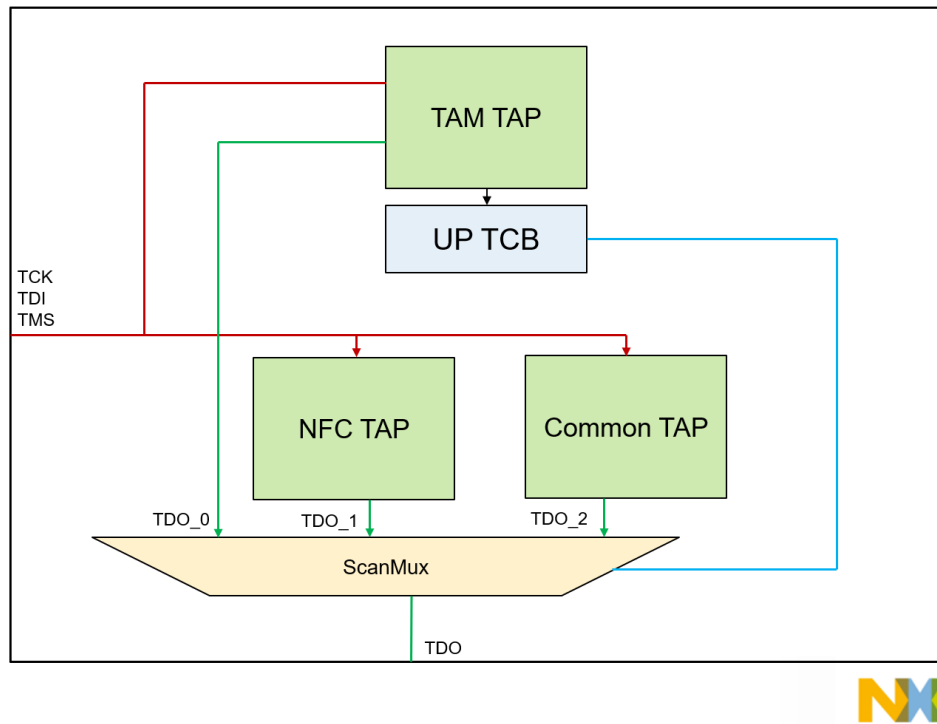 TAM TAP
UP TCB
TCK
TDI
TMS
NFC TAP
Common TAP
TDO_0
TDO_1
TDO_2
ScanMux
TDO